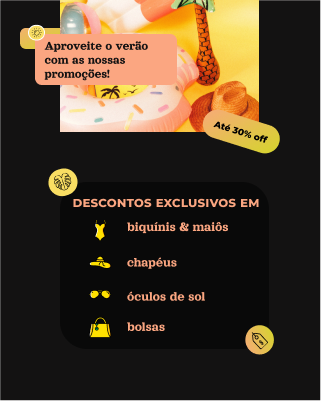 Aproveite o verão
com as nossas
promoções!
Até 30% off
DESCONTOS EXCLUSIVOS EM
biquínis & maiôs
chapéus
óculos de sol
bolsas